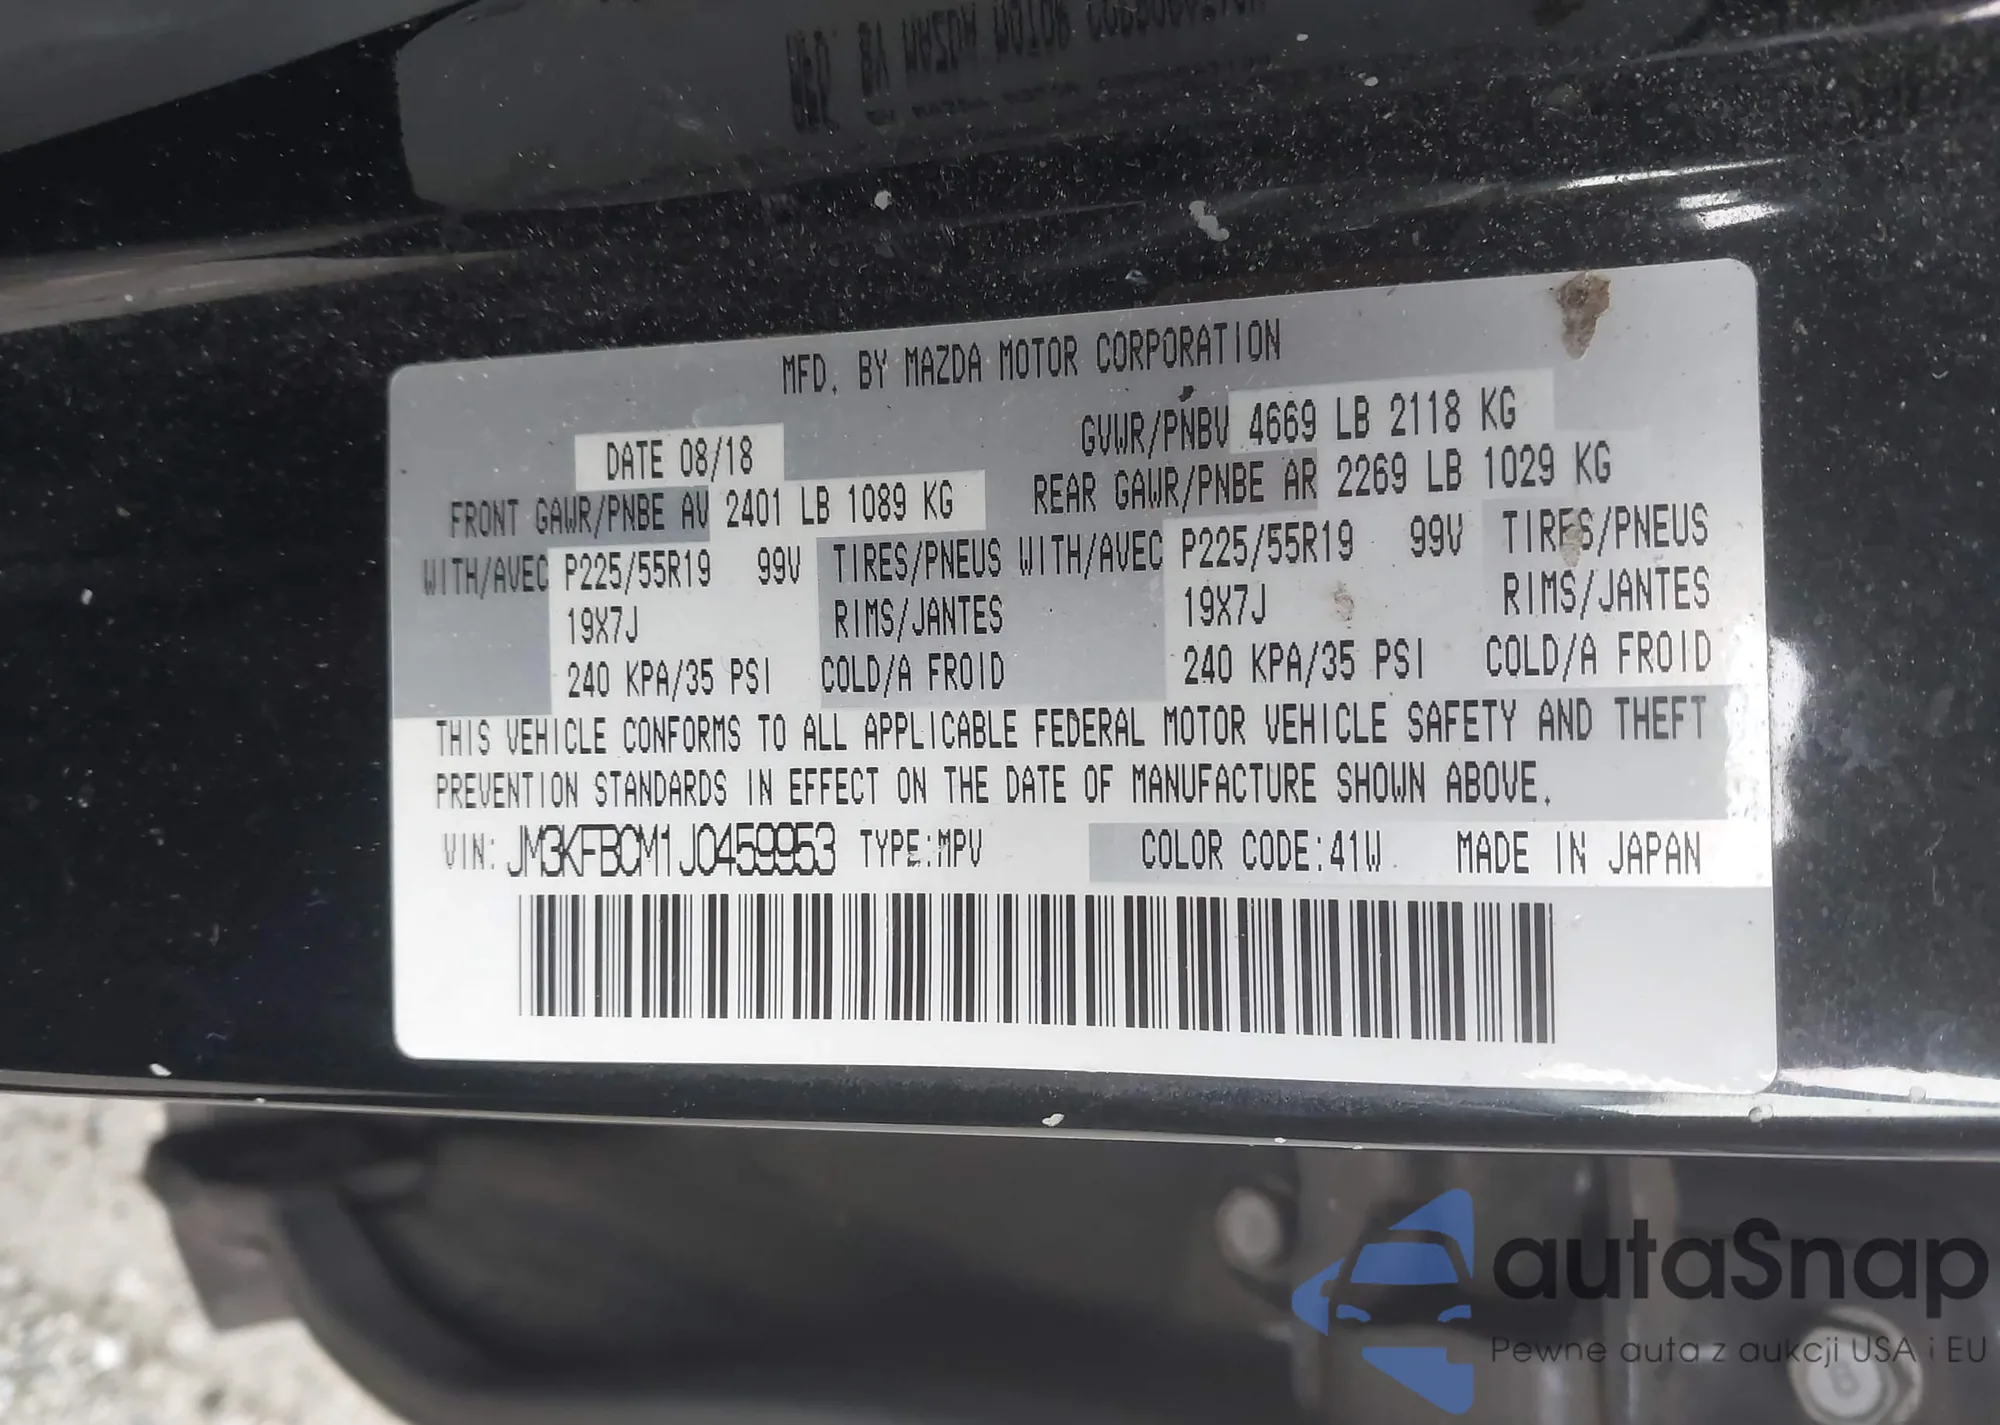 MFD. BY MAZDA MOTOR CORPORATION
DATE 08/18 GVWR/PNBV 4669 LB 2118 KG
FRONT GAWR/PNBE AV 2401 LB 1089 KG REAR GAWR/PNBE AR 2269 LB 1029 KG
WITH/AVEC P225/55R19 99V TIRES/PNEUS WITH/AVEC P225/55R19 99V TIRES/PNEUS
19X7J RIMS/JANTES 19X7J RIMS/JANTES
240 KPA/35 PSI COLD/A FROID 240 KPA/35 PSI COLD/A FROID
THIS VEHICLE CONFORMS TO ALL APPLICABLE FEDERAL MOTOR VEHICLE SAFETY AND THEFT
PREVENTION STANDARDS IN EFFECT ON THE DATE OF MANUFACTURE SHOWN ABOVE.
VIN: JM3KFBCM1J0459953 TYPE:MPV COLOR CODE:41W MADE IN JAPAN
autaSnap
Pewne auta z aukcji USA i EU